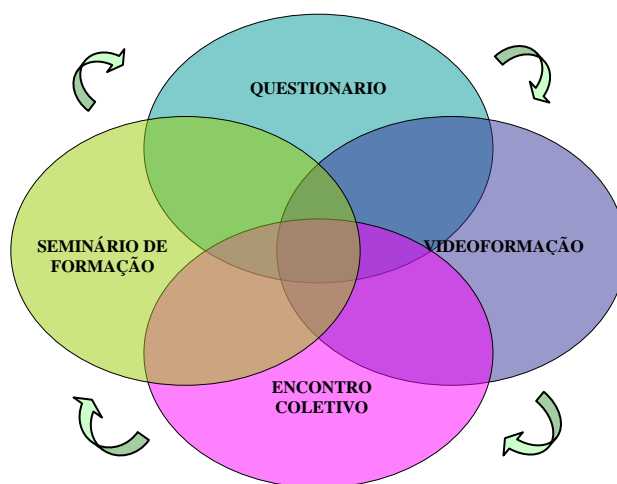 QUESTIONARIO
SEMINÁRIO DE
FORMAÇÃO
VIDEOFORMAÇÃO
ENCONTRO
COLETIVO